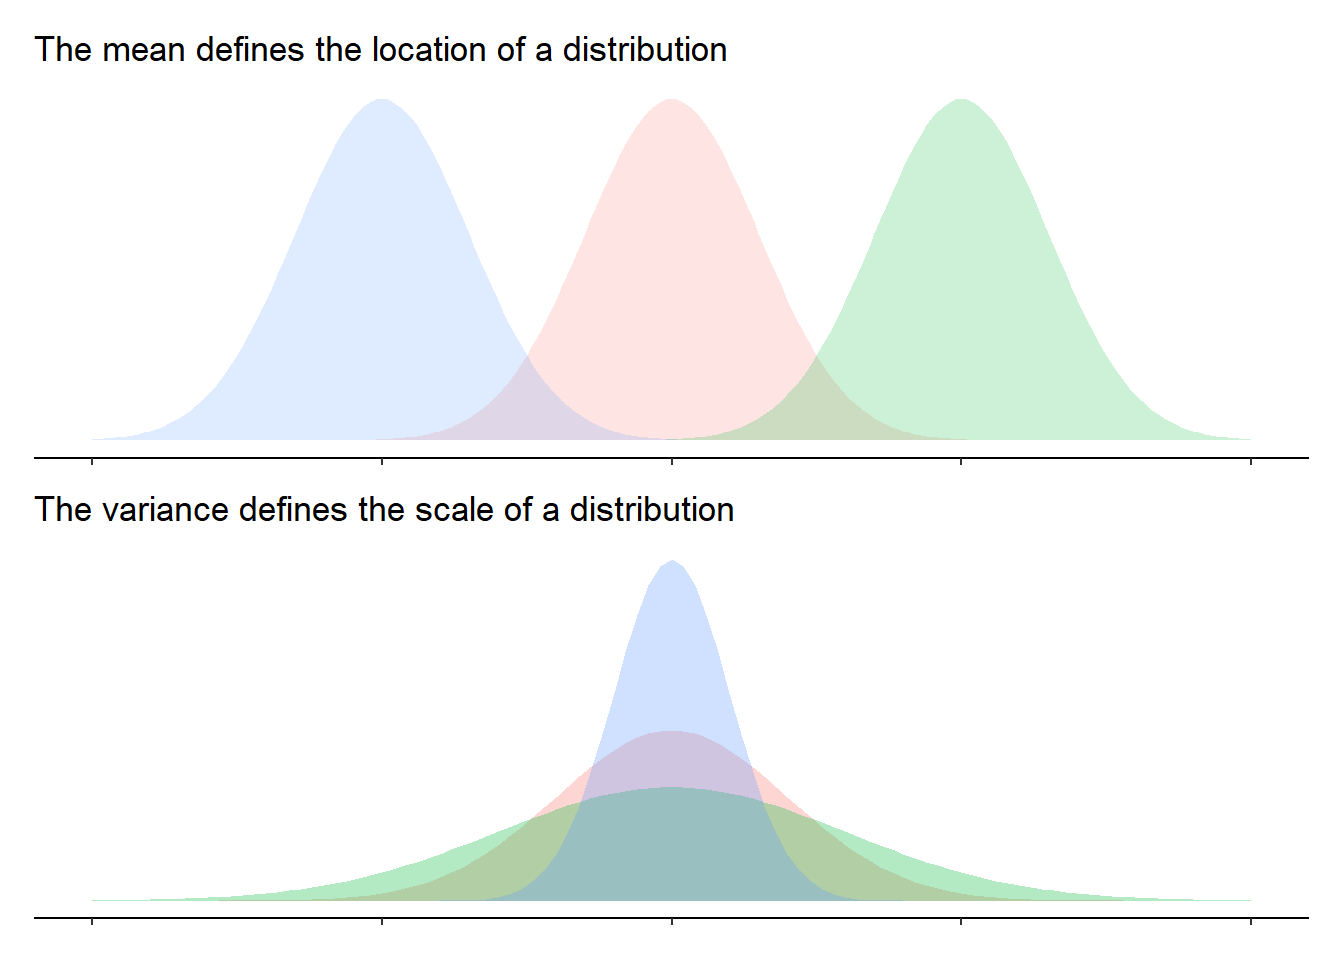 The mean defines the location of a distribution
The variance defines the scale of a distribution